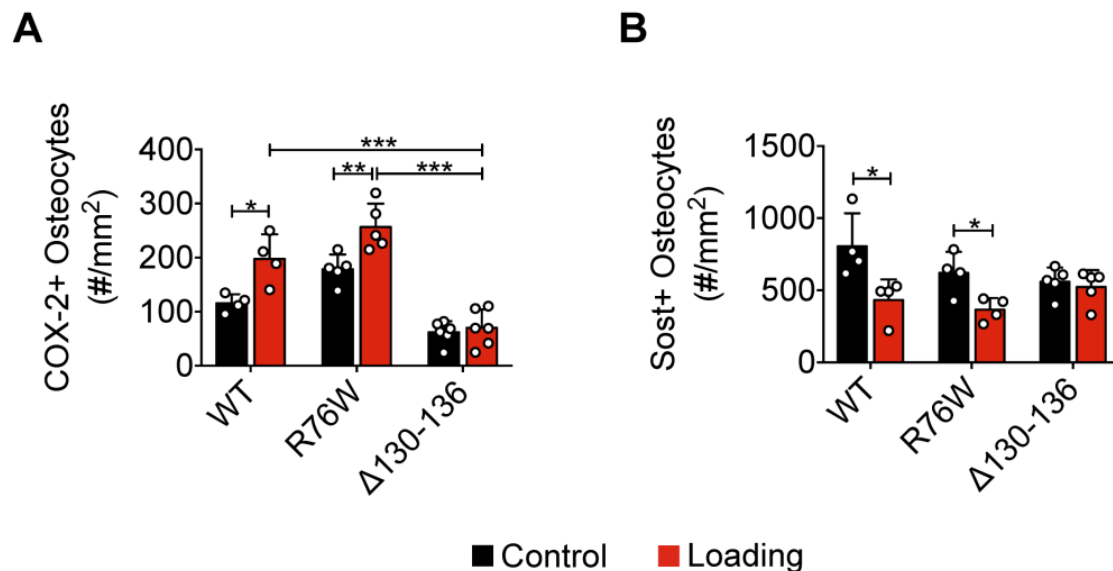 A
COX-2+ Osteocytes
(#/mm²)
400
300
200
100
0
*
**
***
***
WT
R76W
Δ130-136
B
Sost+ Osteocytes
(#/mm²)
1500
1000
500
0
*
*
WT
R76W
Δ130-136
Control
Loading